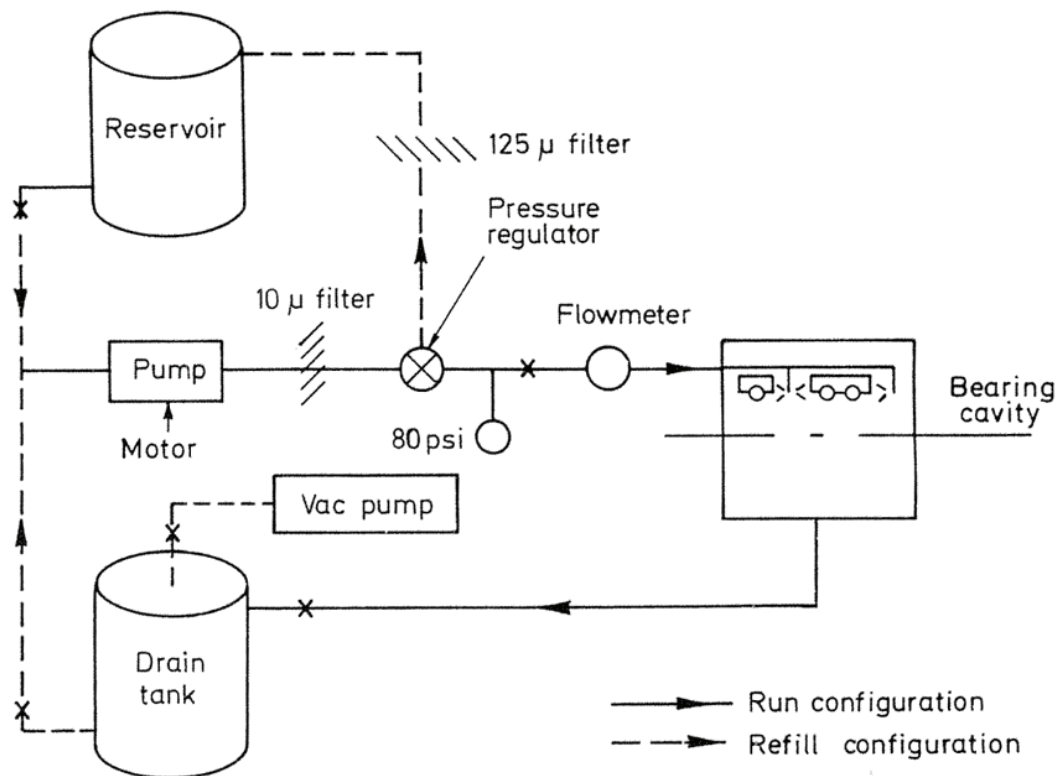 Reservoir
125 μ filter
Pressure
regulator
10 μ filter
Flowmeter
Pump
Bearing
cavity
Motor
80 psi
Vac pump
Drain
tank
Run configuration
Refill configuration